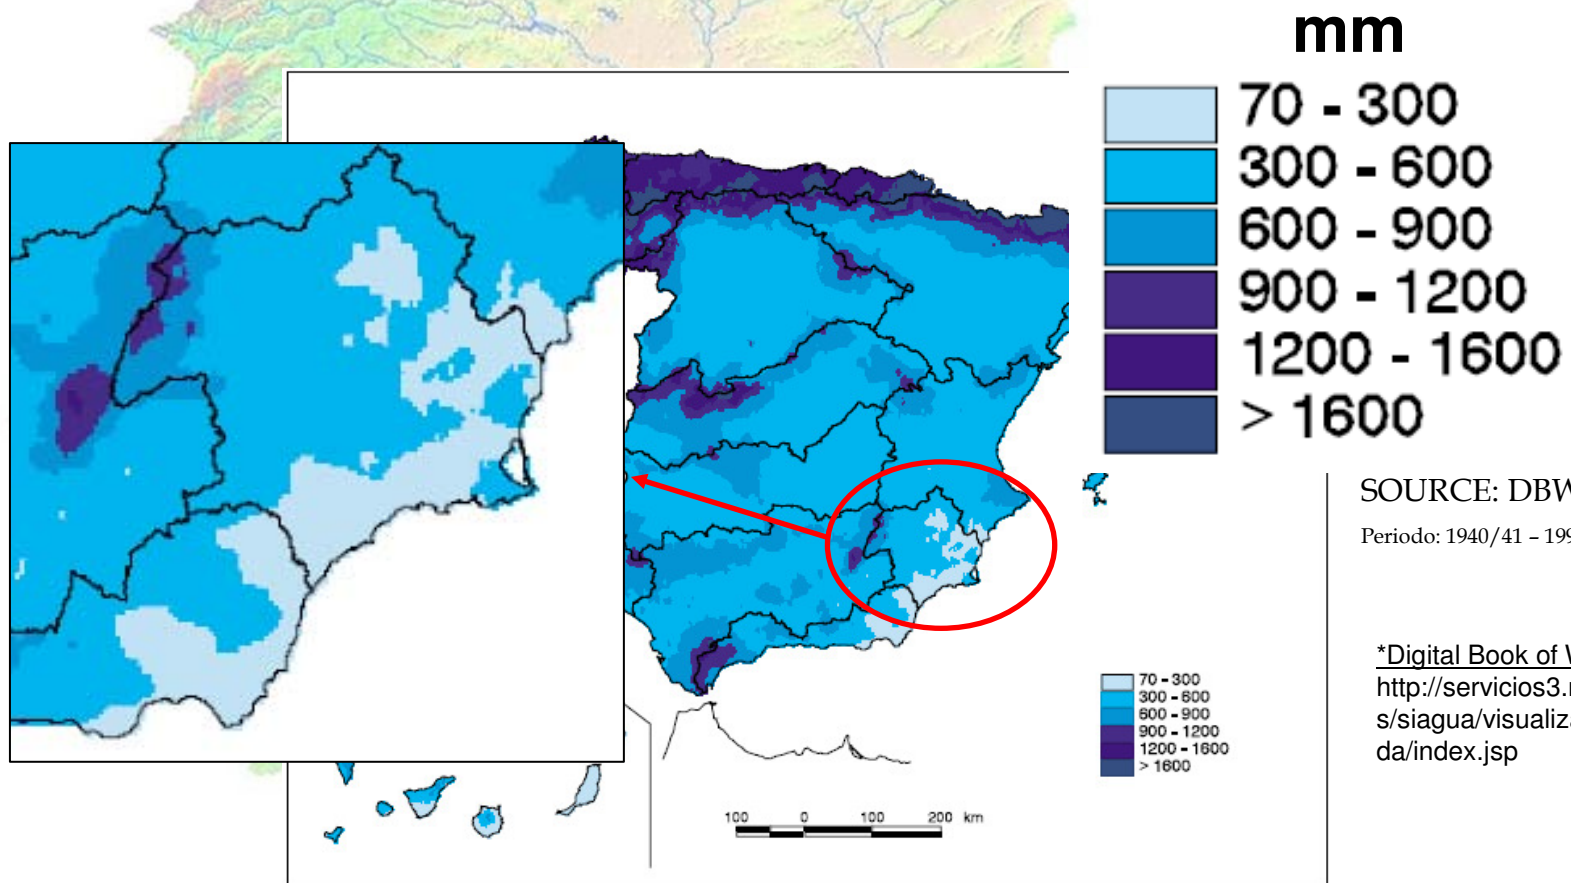 mm
70 - 300
300 - 600
600 - 900
900 - 1200
1200 - 1600
> 1600
SOURCE: DBW
Periodo: 1940/41 – 199
*Digital Book of W
http://servicios3.
s/siagua/visualiz
da/index.jsp
70 - 300
300 - 600
600 - 900
900 - 1200
1200 - 1600
> 1600
100 0 100 200 km